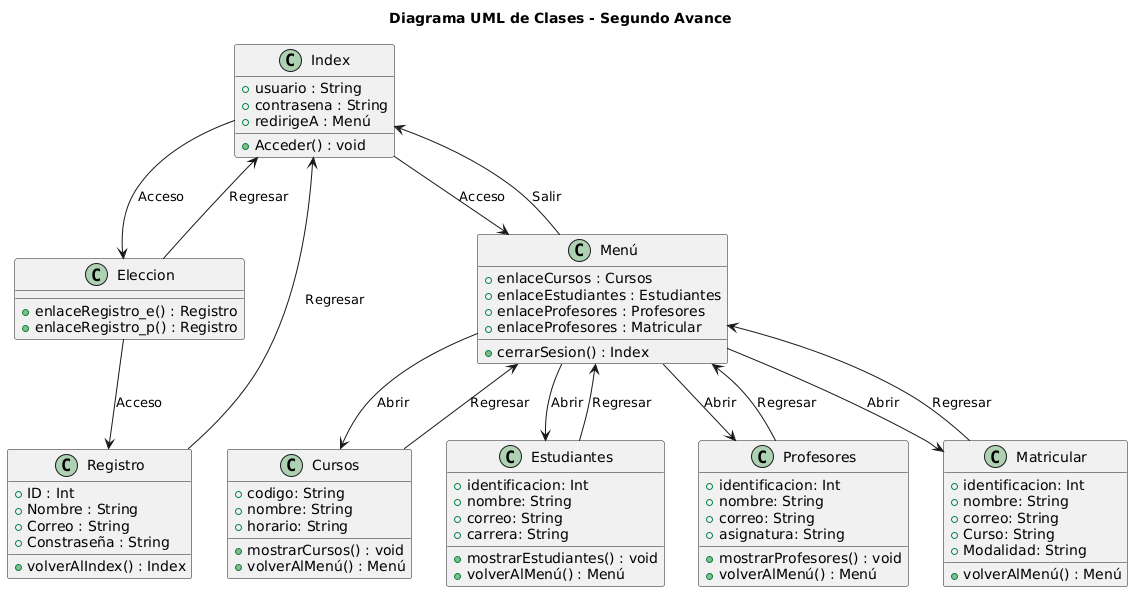 Diagrama UML de Clases - Segundo Avance
C Index
usuario : String
contrasena : String
redirigeA : Menú
Acceder() : void
Acceso
Regresar
Acceso
Salir
C Eleccion
enlaceRegistro_e() : Registro
enlaceRegistro_p() : Registro
C Menú
enlaceCursos : Cursos
enlaceEstudiantes : Estudiantes
enlaceProfesores : Profesores
enlaceProfesores : Matricular
cerrarSesion() : Index
Regresar
Acceso
Abrir
Regresar
Abrir
Regresar
Abrir
Regresar
Abrir
Regresar
C Registro
ID : Int
Nombre : String
Correo : String
Constraseña : String
volverAlIndex() : Index
C Cursos
codigo: String
nombre: String
horario: String
mostrarCursos() : void
volverAlMenú() : Menú
C Estudiantes
identificacion: Int
nombre: String
correo: String
carrera: String
mostrarEstudiantes() : void
volverAlMenú() : Menú
C Profesores
identificacion: Int
nombre: String
correo: String
asignatura: String
mostrarProfesores() : void
volverAlMenú() : Menú
C Matricular
identificacion: Int
nombre: String
correo: String
Curso: String
Modalidad: String
volverAlMenú() : Menú